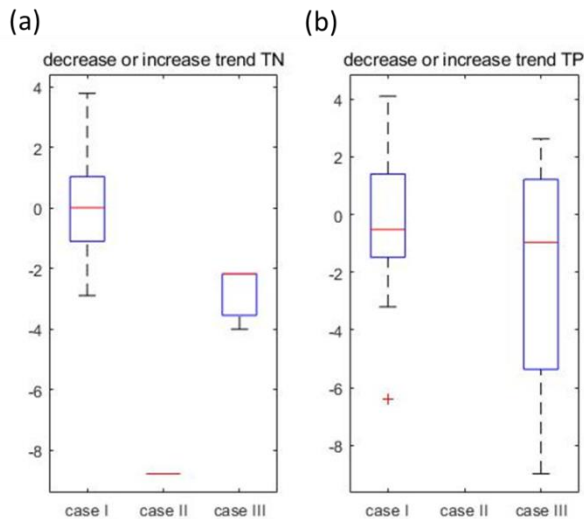 (a)
(b)
decrease or increase trend TN
decrease or increase trend TP
4
2
0
-2
-4
-6
-8
case I
case II
case III
4
2
0
-2
-4
-6
-8
case I
case II
case III